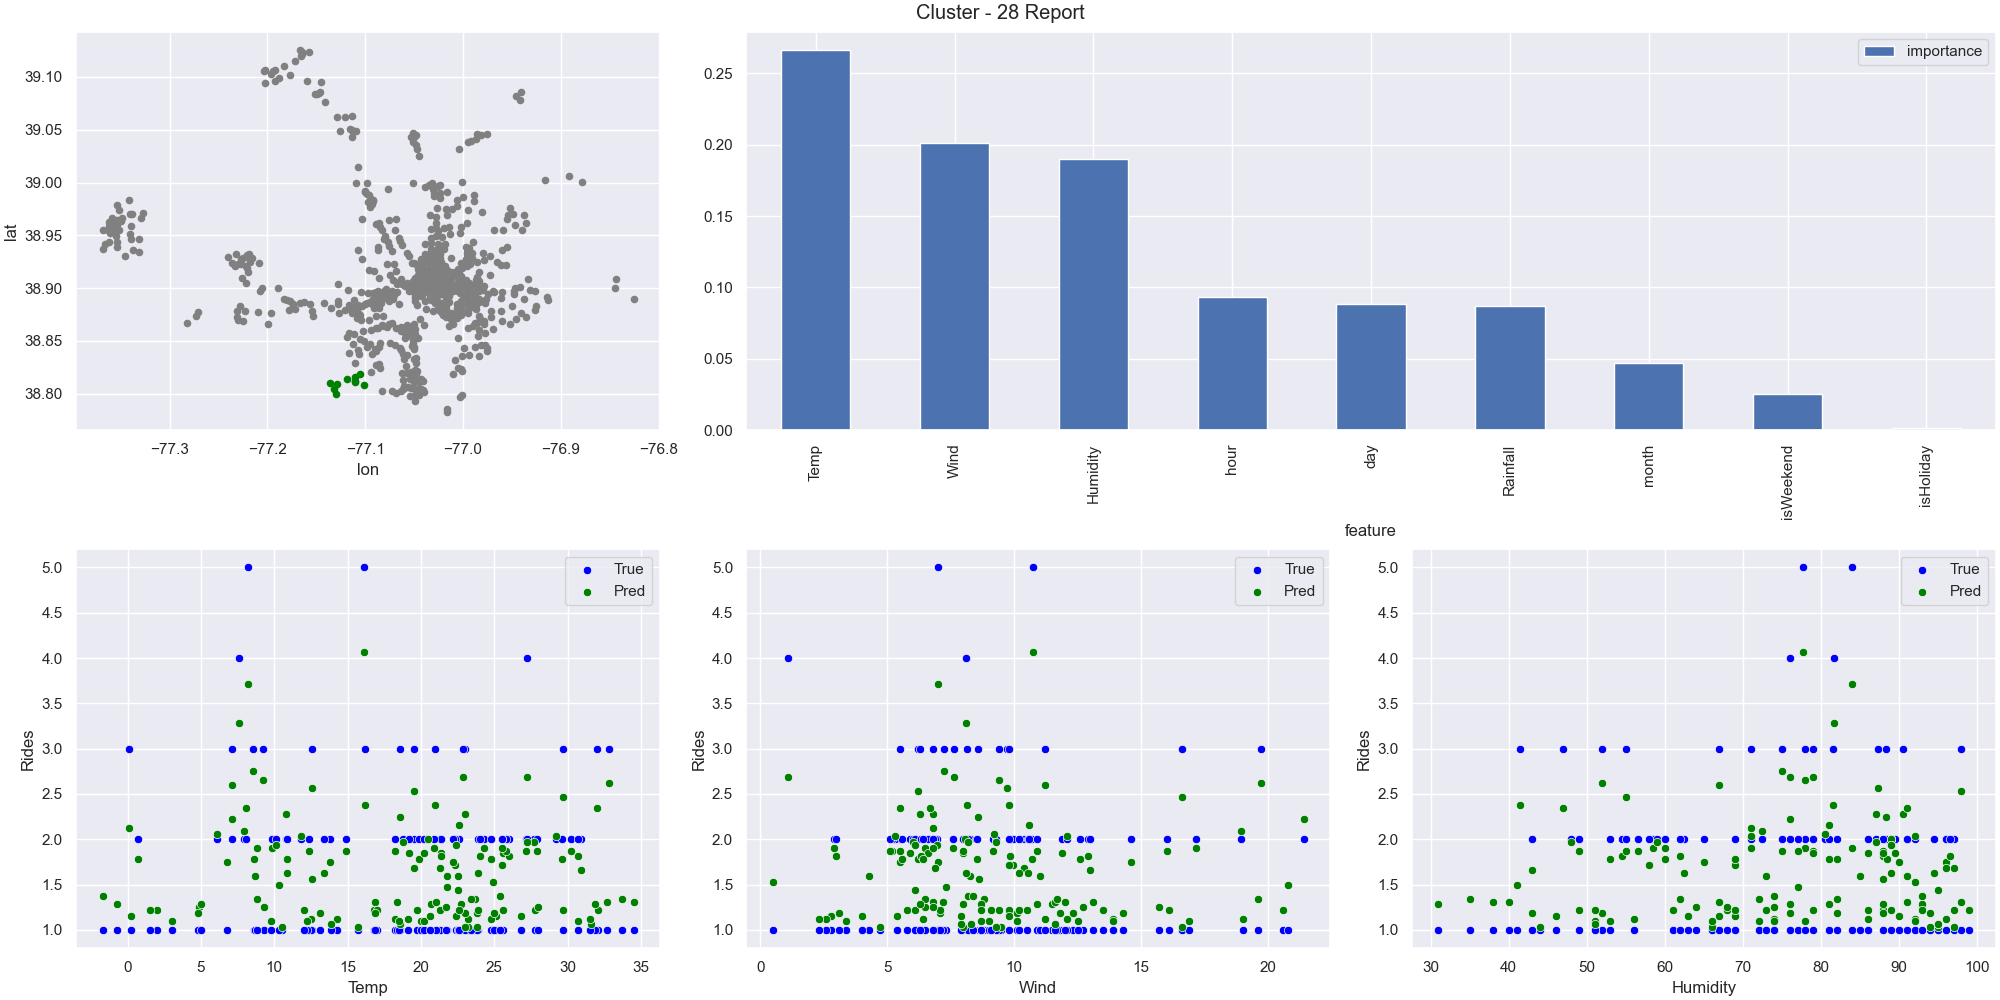 Cluster - 28 Report
39.10
39.05
39.00
38.95
38.90
38.85
38.80
lat
−77.3
−77.2
−77.1
−77.0
−76.9
−76.8
lon
importance
0.25
0.20
0.15
0.10
0.05
0.00
Temp
Wind
Humidity
hour
day
Rainfall
month
isWeekend
isHoliday
feature
True
Pred
5.0
4.5
4.0
3.5
3.0
2.5
2.0
1.5
1.0
Rides
0
5
10
15
20
25
30
35
Temp
True
Pred
5.0
4.5
4.0
3.5
3.0
2.5
2.0
1.5
1.0
Rides
0
5
10
15
20
Wind
True
Pred
5.0
4.5
4.0
3.5
3.0
2.5
2.0
1.5
1.0
Rides
30
40
50
60
70
80
90
100
Humidity